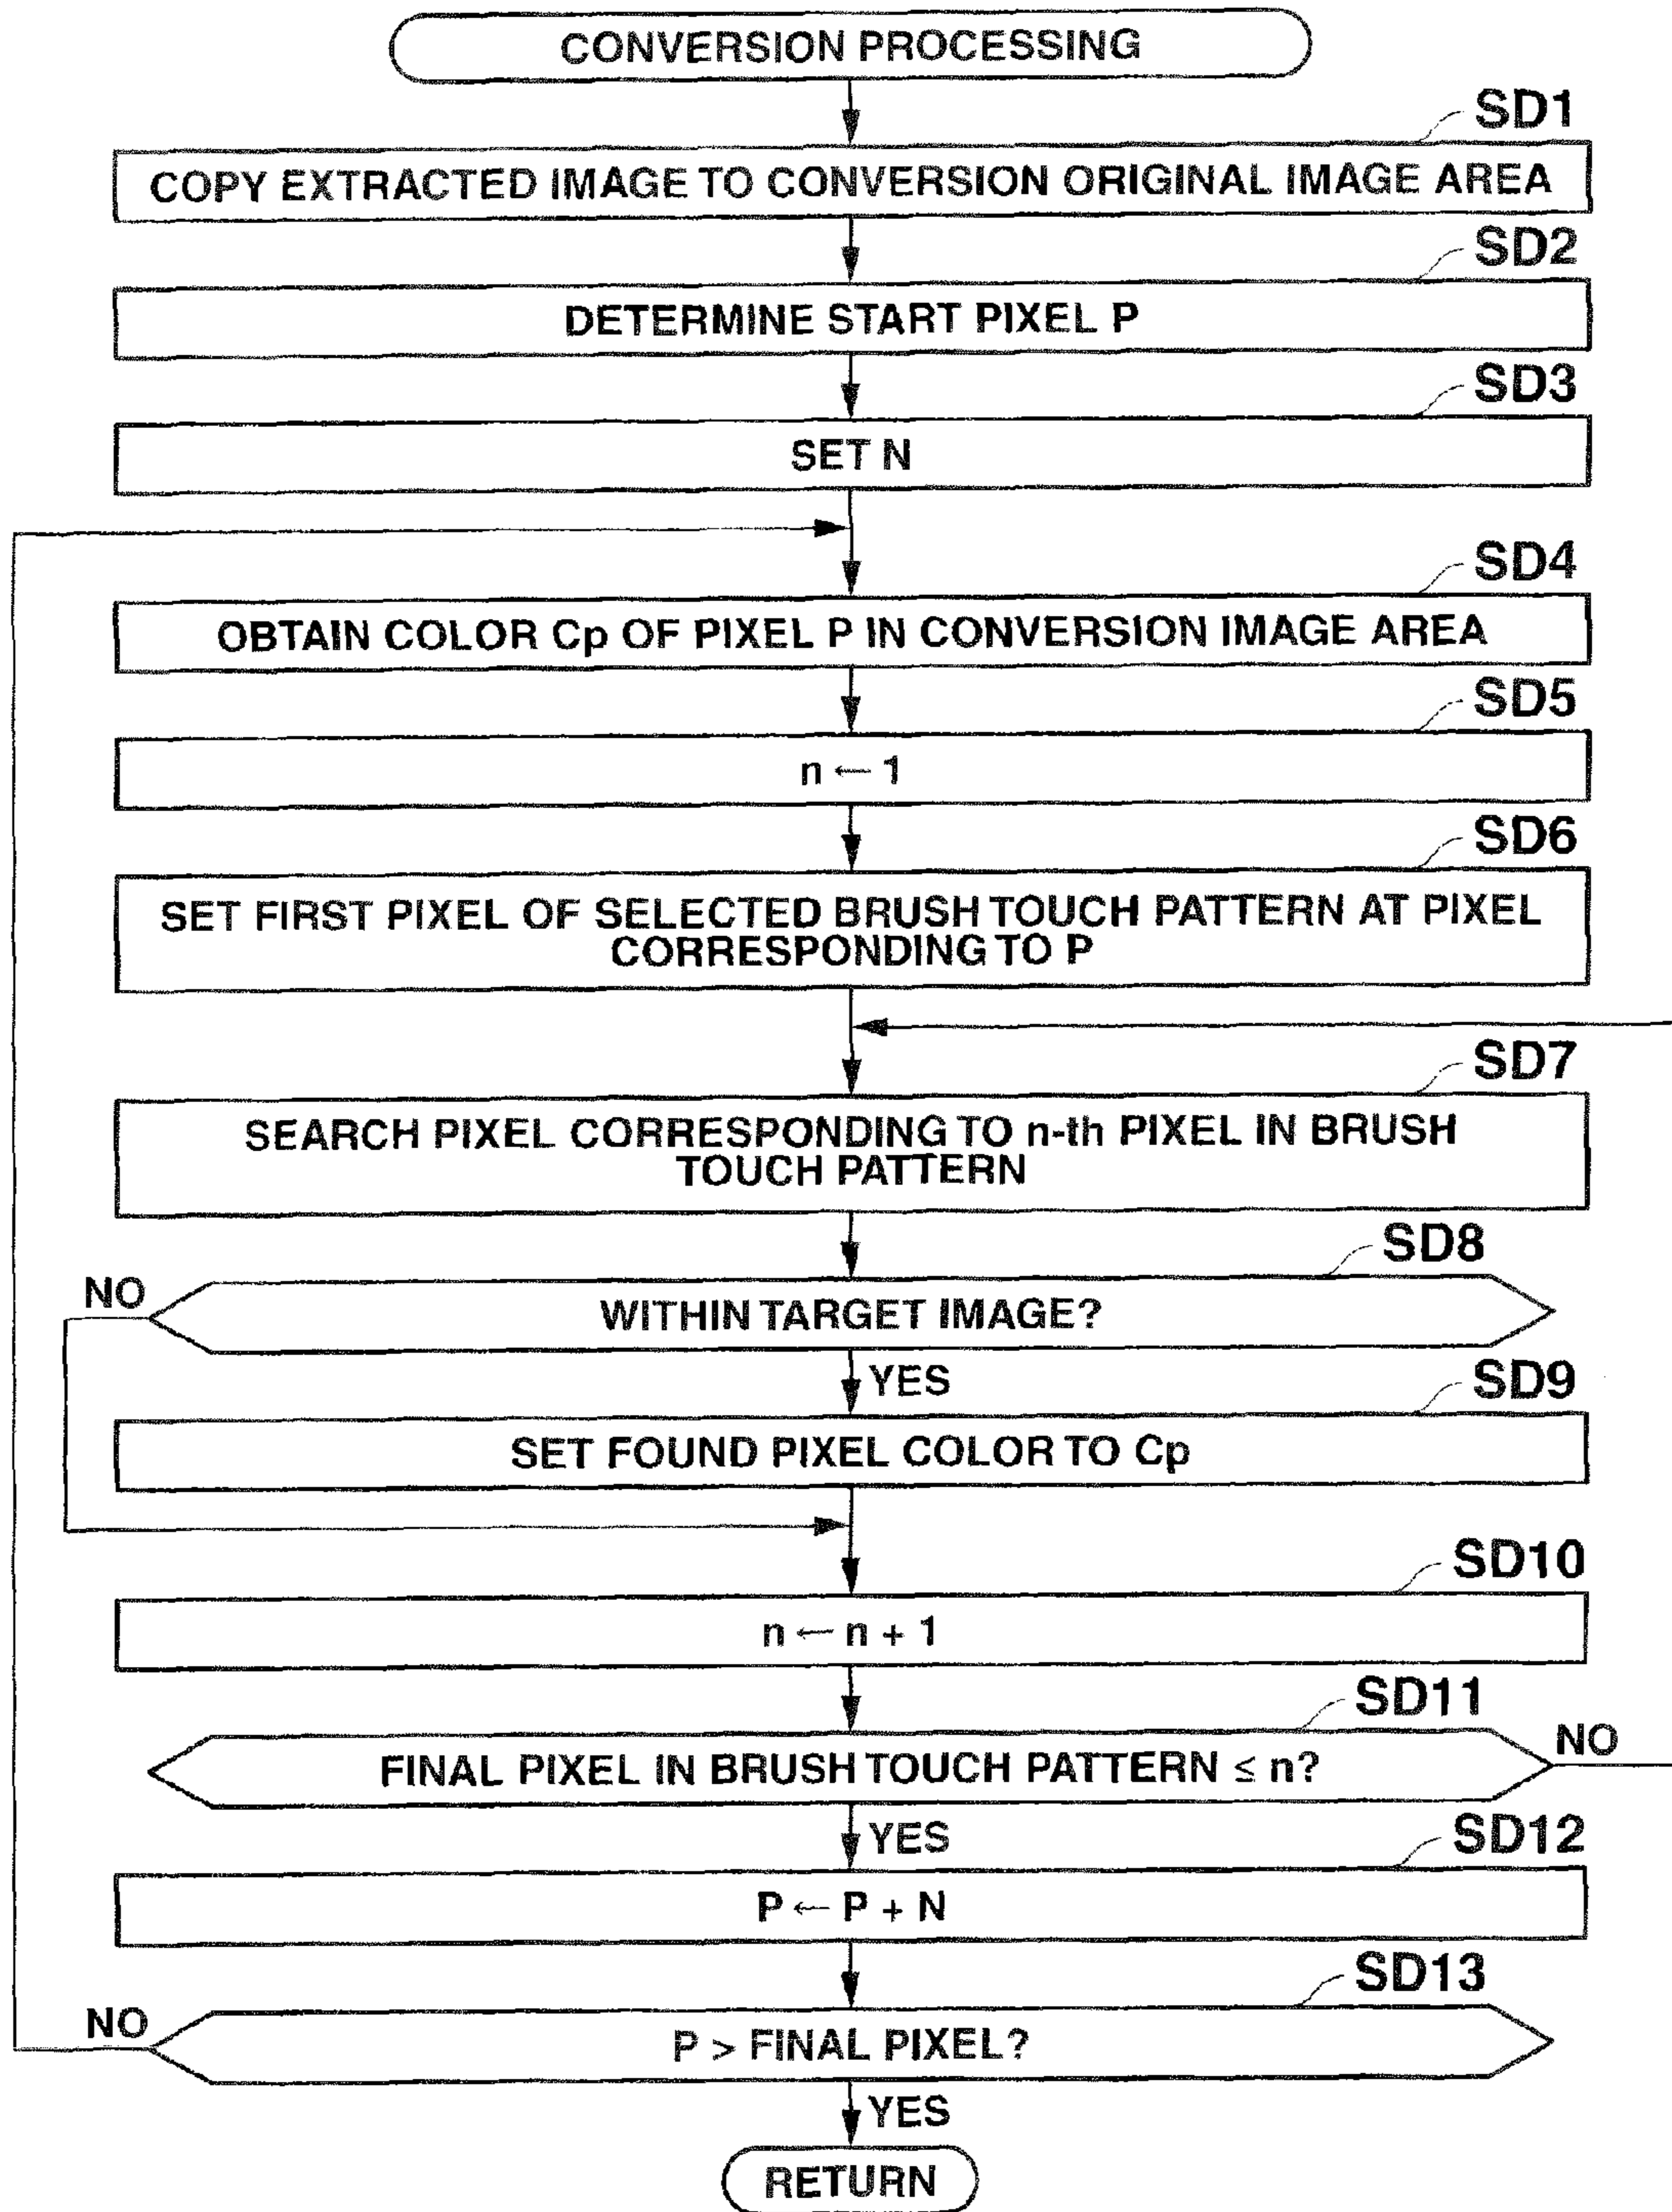 CONVERSION PROCESSING
SD1
COPY EXTRACTED IMAGE TO CONVERSION ORIGINAL IMAGE AREA
SD2
DETERMINE START PIXEL P
SD3
SET N
SD4
OBTAIN COLOR Cp OF PIXEL P IN CONVERSION IMAGE AREA
SD5
n ← 1
SD6
SET FIRST PIXEL OF SELECTED BRUSH TOUCH PATTERN AT PIXEL
CORRESPONDING TO P
SD7
SEARCH PIXEL CORRESPONDING TO n-th PIXEL IN BRUSH
TOUCH PATTERN
SD8
NO
WITHIN TARGET IMAGE?
YES
SD9
SET FOUND PIXEL COLOR TO Cp
SD10
n ← n + 1
SD11
FINAL PIXEL IN BRUSH TOUCH PATTERN ≤ n?
NO
YES
SD12
P ← P + N
SD13
NO
P > FINAL PIXEL?
YES
RETURN